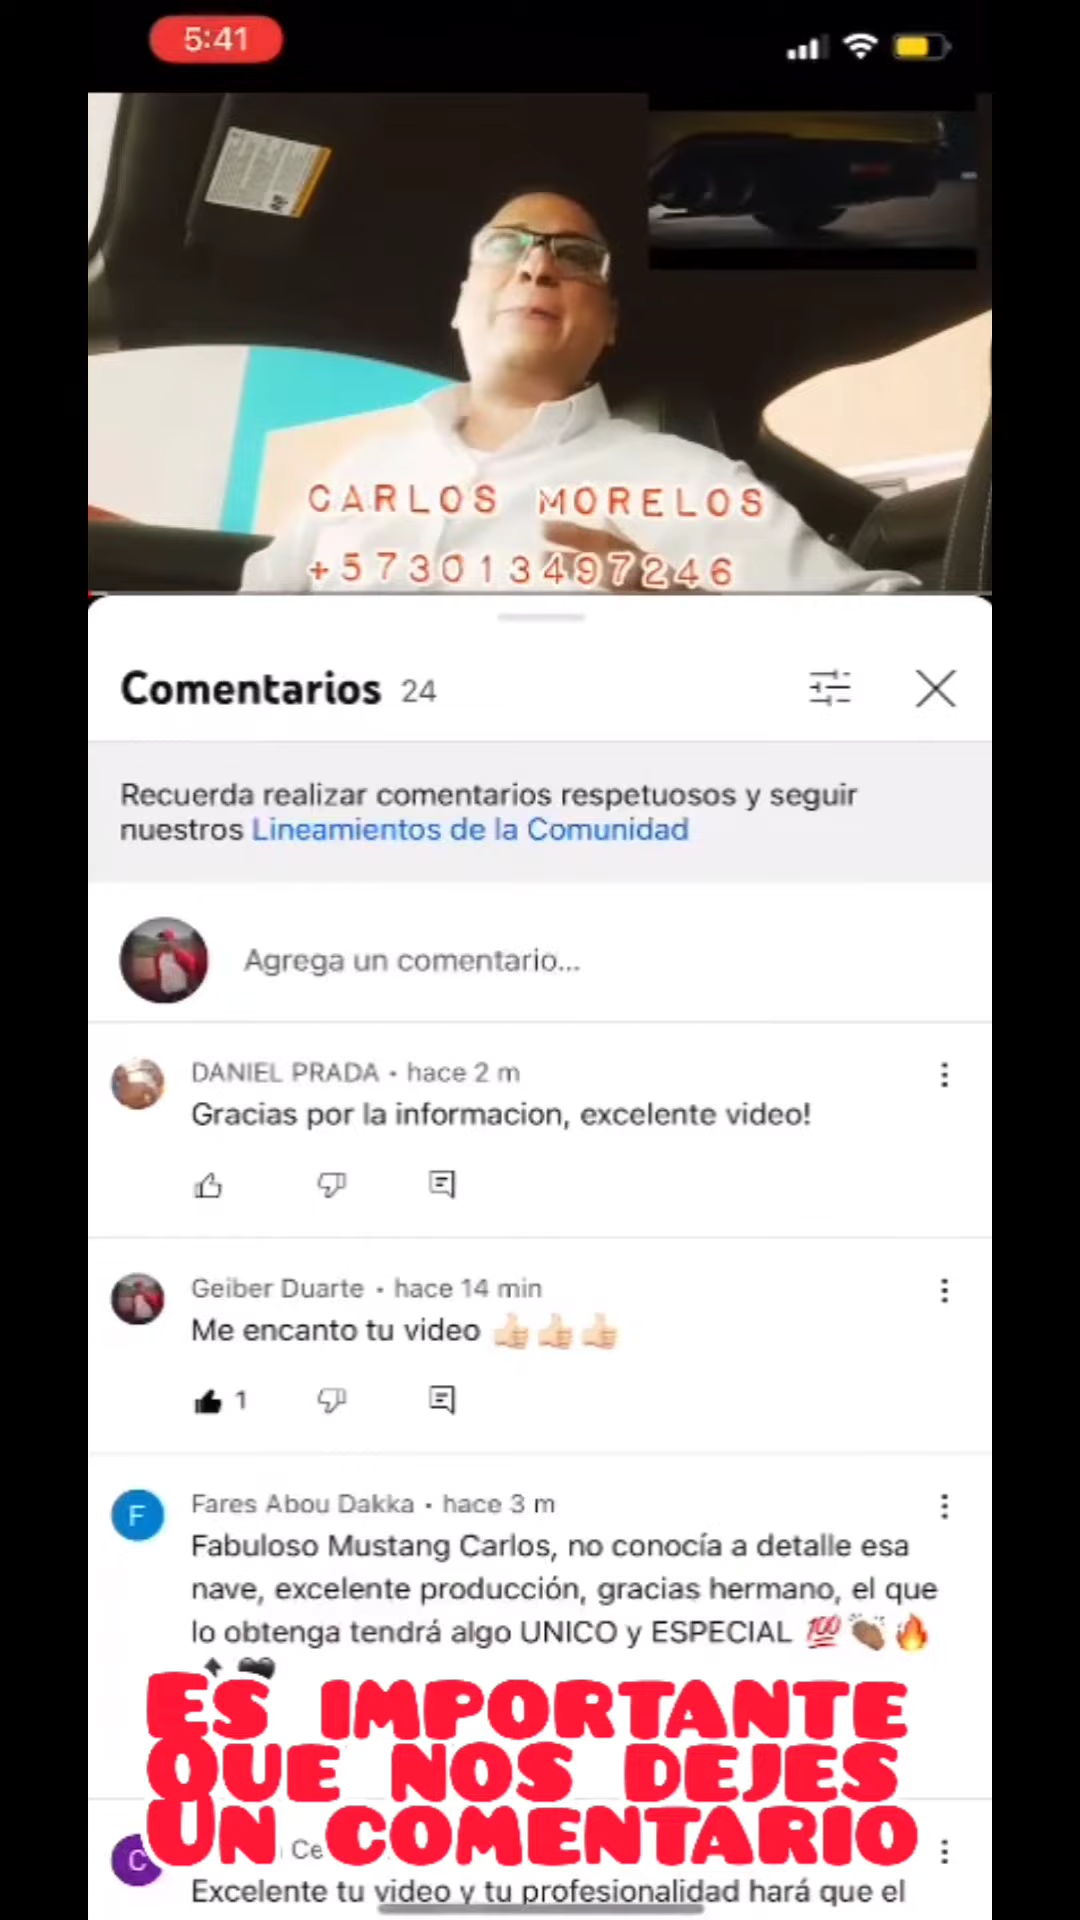 5:41
CARLOS MORELOS
+573013497246
Comentarios 24
Recuerda realizar comentarios respetuosos y seguir
nuestros Lineamientos de la Comunidad
Agrega un comentario...
DANIEL PRADA • hace 2 m
Gracias por la informacion, excelente video!
Geiber Duarte • hace 14 min
Me encanto tu video 👍🏻👍🏻👍🏻
1
F
Fares Abou Dakka • hace 3 m
Fabuloso Mustang Carlos, no conocía a detalle esa
nave, excelente producción, gracias hermano, el que
lo obtenga tendrá algo UNICO y ESPECIAL 💯👏🏾🔥
ES IMPORTANTE
QUE NOS DEJES
UN COMENTARIO
C
Ce
Excelente tu video y tu profesionalidad hará que el